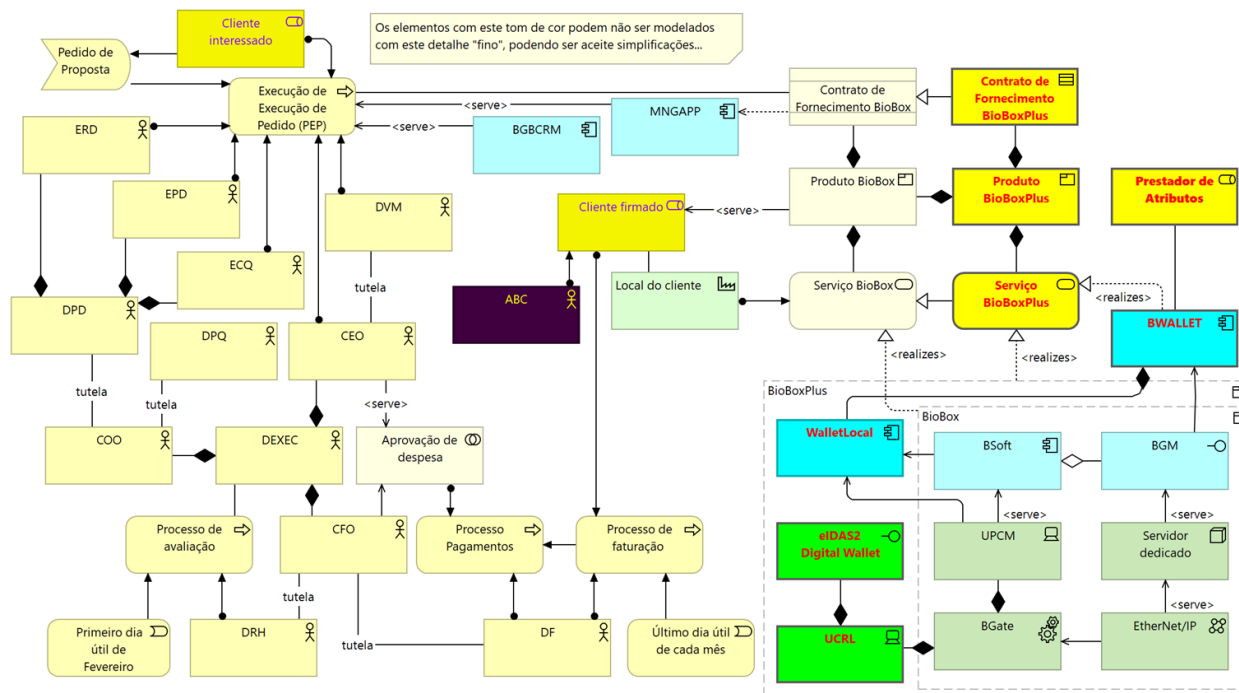 Cliente
interessado
Os elementos com este tom de cor podem não ser modelados
com este detalhe "fino", podendo ser aceite simplificações...
Pedido de
Proposta
Execução de
Execução de
Pedido (PEP)
<serve>
<serve>
MNGAPP
BGBCRM
Contrato de
Fornecimento BioBox
Contrato de
Fornecimento
BioBoxPlus
ERD
EPD
DVM
ECQ
Cliente firmado
<serve>
Produto BioBox
Produto
BioBoxPlus
Prestador de
Atributos
tutela
ABC
Local do cliente
Serviço BioBox
Serviço
BioBoxPlus
<realizes>
DPD
DPQ
CEO
BWALLET
<realizes>
<realizes>
tutela
tutela
<serve>
BioBoxPlus
BioBox
COO
DEXEC
Aprovação de
despesa
WalletLocal
BSoft
BGM
<serve>
<serve>
Processo de
avaliação
CFO
Processo
Pagamentos
Processo de
faturação
eIDAS2
Digital Wallet
UPCM
Servidor
dedicado
tutela
<serve>
Primeiro dia
útil de
Fevereiro
DRH
tutela
DF
Último dia útil
de cada mês
UCRL
BGate
EtherNet/IP